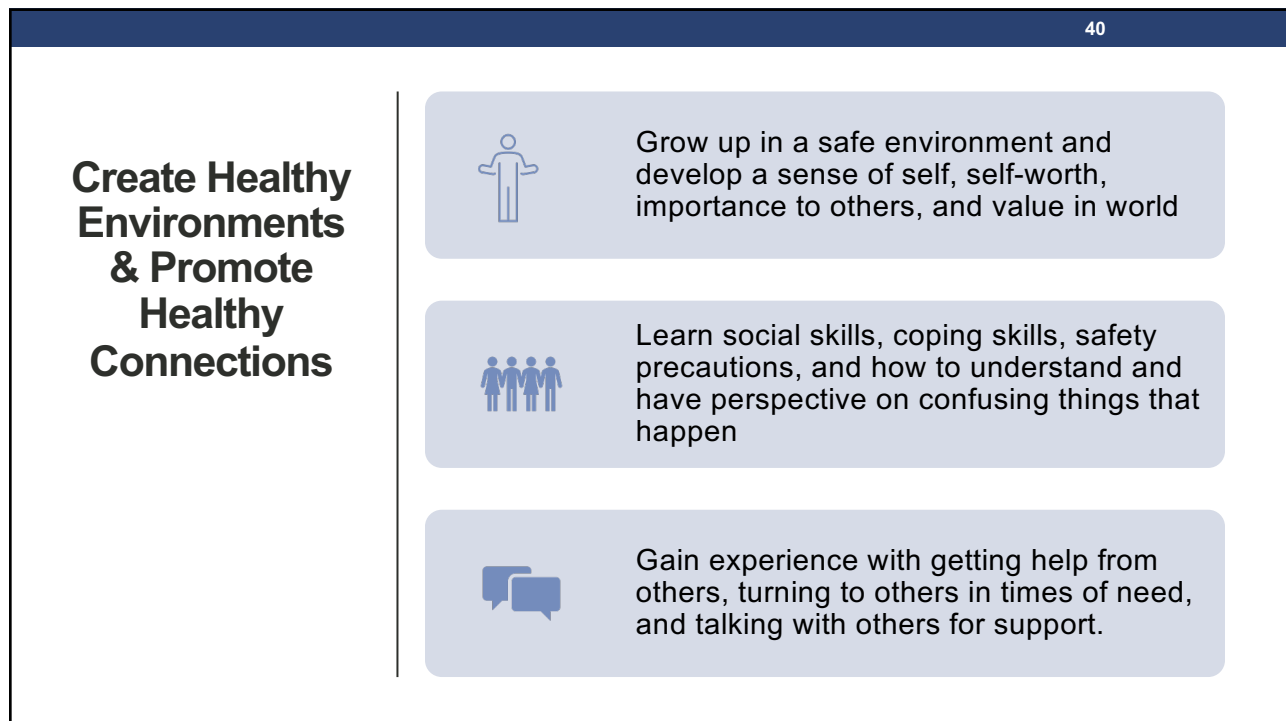 40
Create Healthy
Environments
& Promote
Healthy
Connections
Grow up in a safe environment and
develop a sense of self, self-worth,
importance to others, and value in world
Learn social skills, coping skills, safety
precautions, and how to understand and
have perspective on confusing things that
happen
Gain experience with getting help from
others, turning to others in times of need,
and talking with others for support.